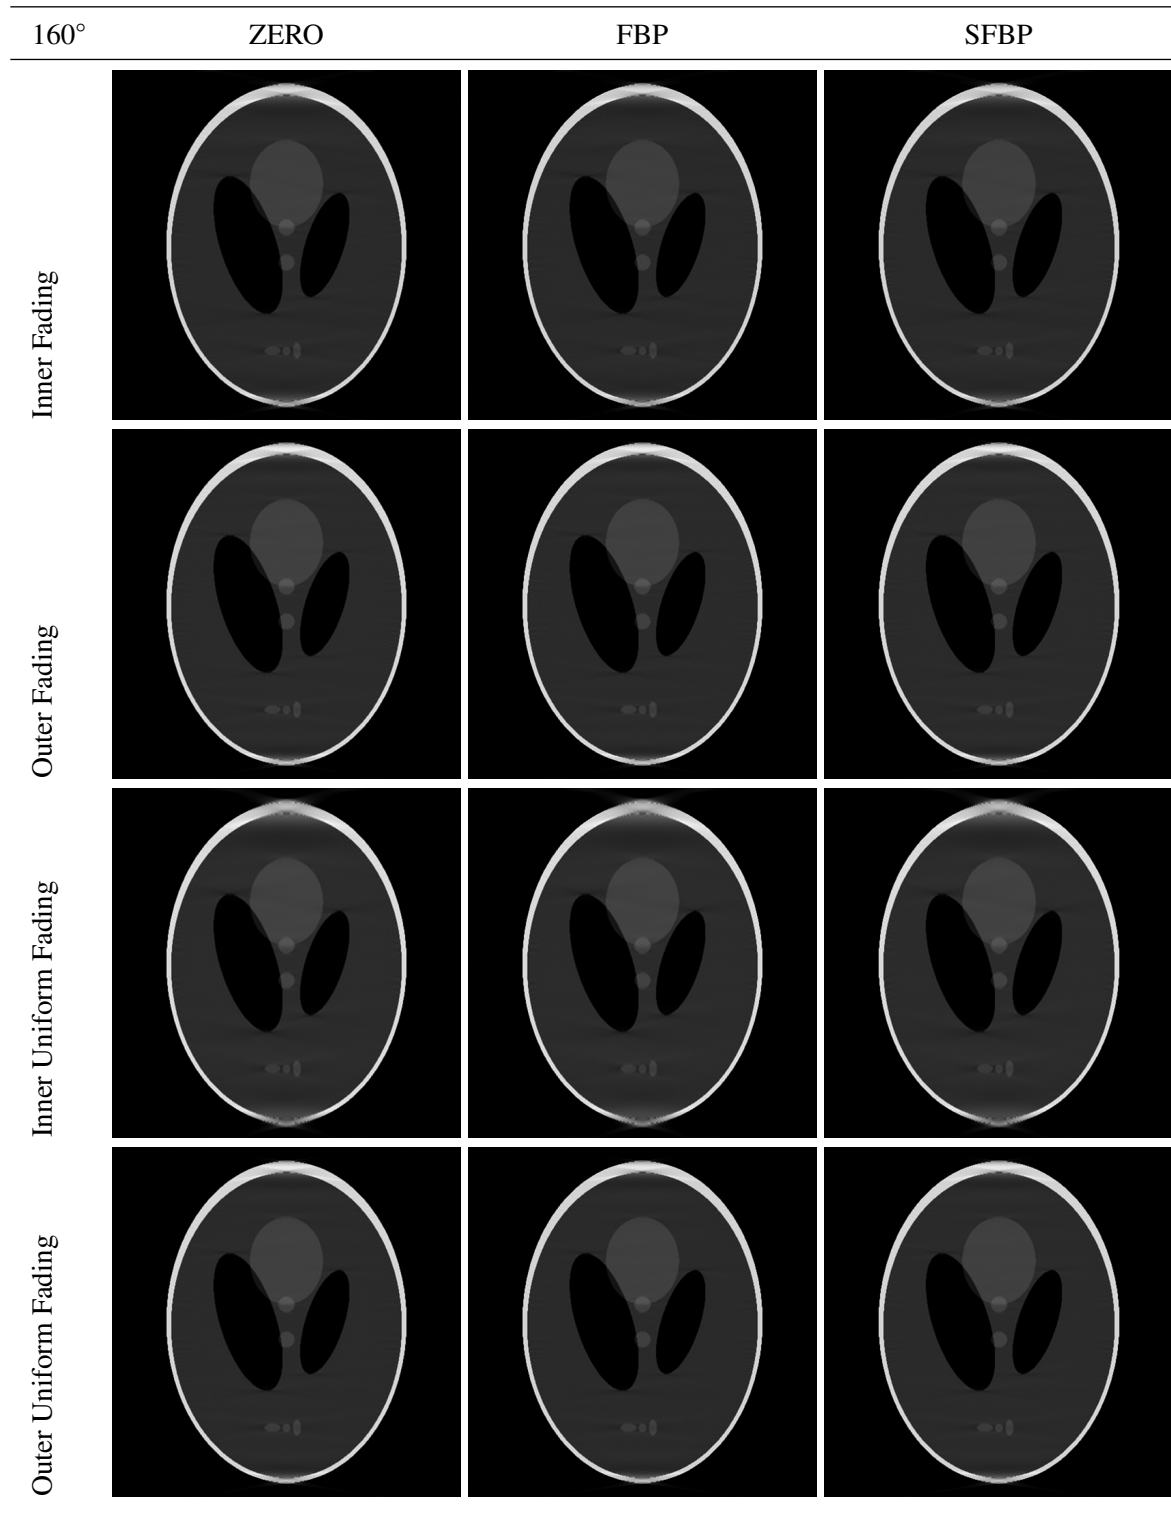 160° ZERO FBP SFBP
Inner Fading
Outer Fading
Inner Uniform Fading
Outer Uniform Fading